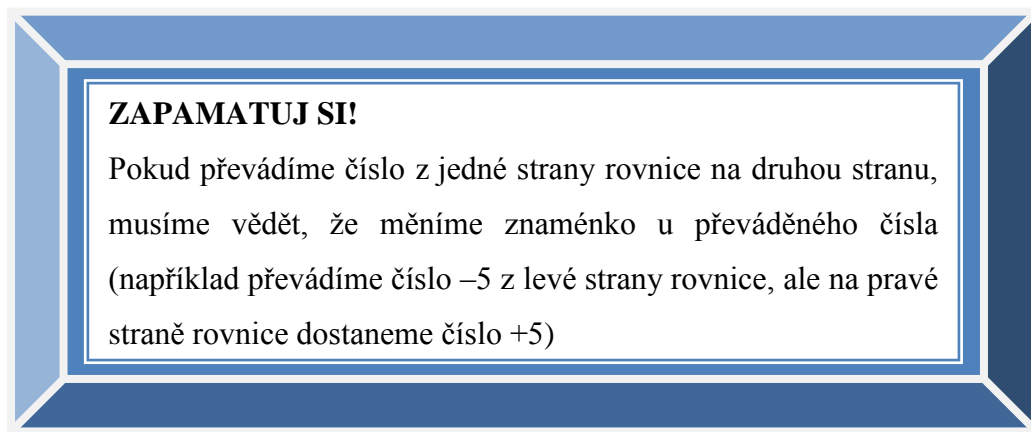 ZAPAMATUJ SI!
Pokud převádíme číslo z jedné strany rovnice na druhou stranu,
musíme vědět, že měníme znaménko u převáděného čísla
(například převádíme číslo –5 z levé strany rovnice, ale na pravé
straně rovnice dostaneme číslo +5)